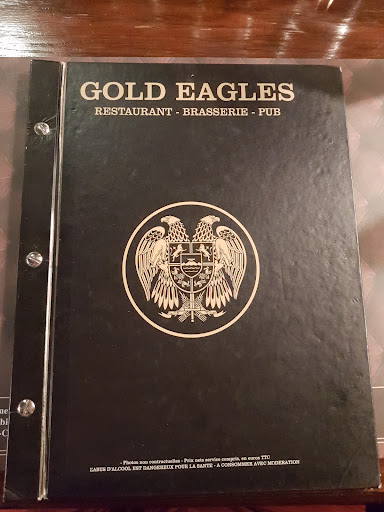 GOLD EAGLES
RESTAURANT - BRASSERIE - PUB
- Photos non contractuelles - Prix nets service compris, en euros TTC
L'ABUS D'ALCOOL EST DANGEREUX POUR LA SANTE - A CONSOMMER AVEC MODERATION